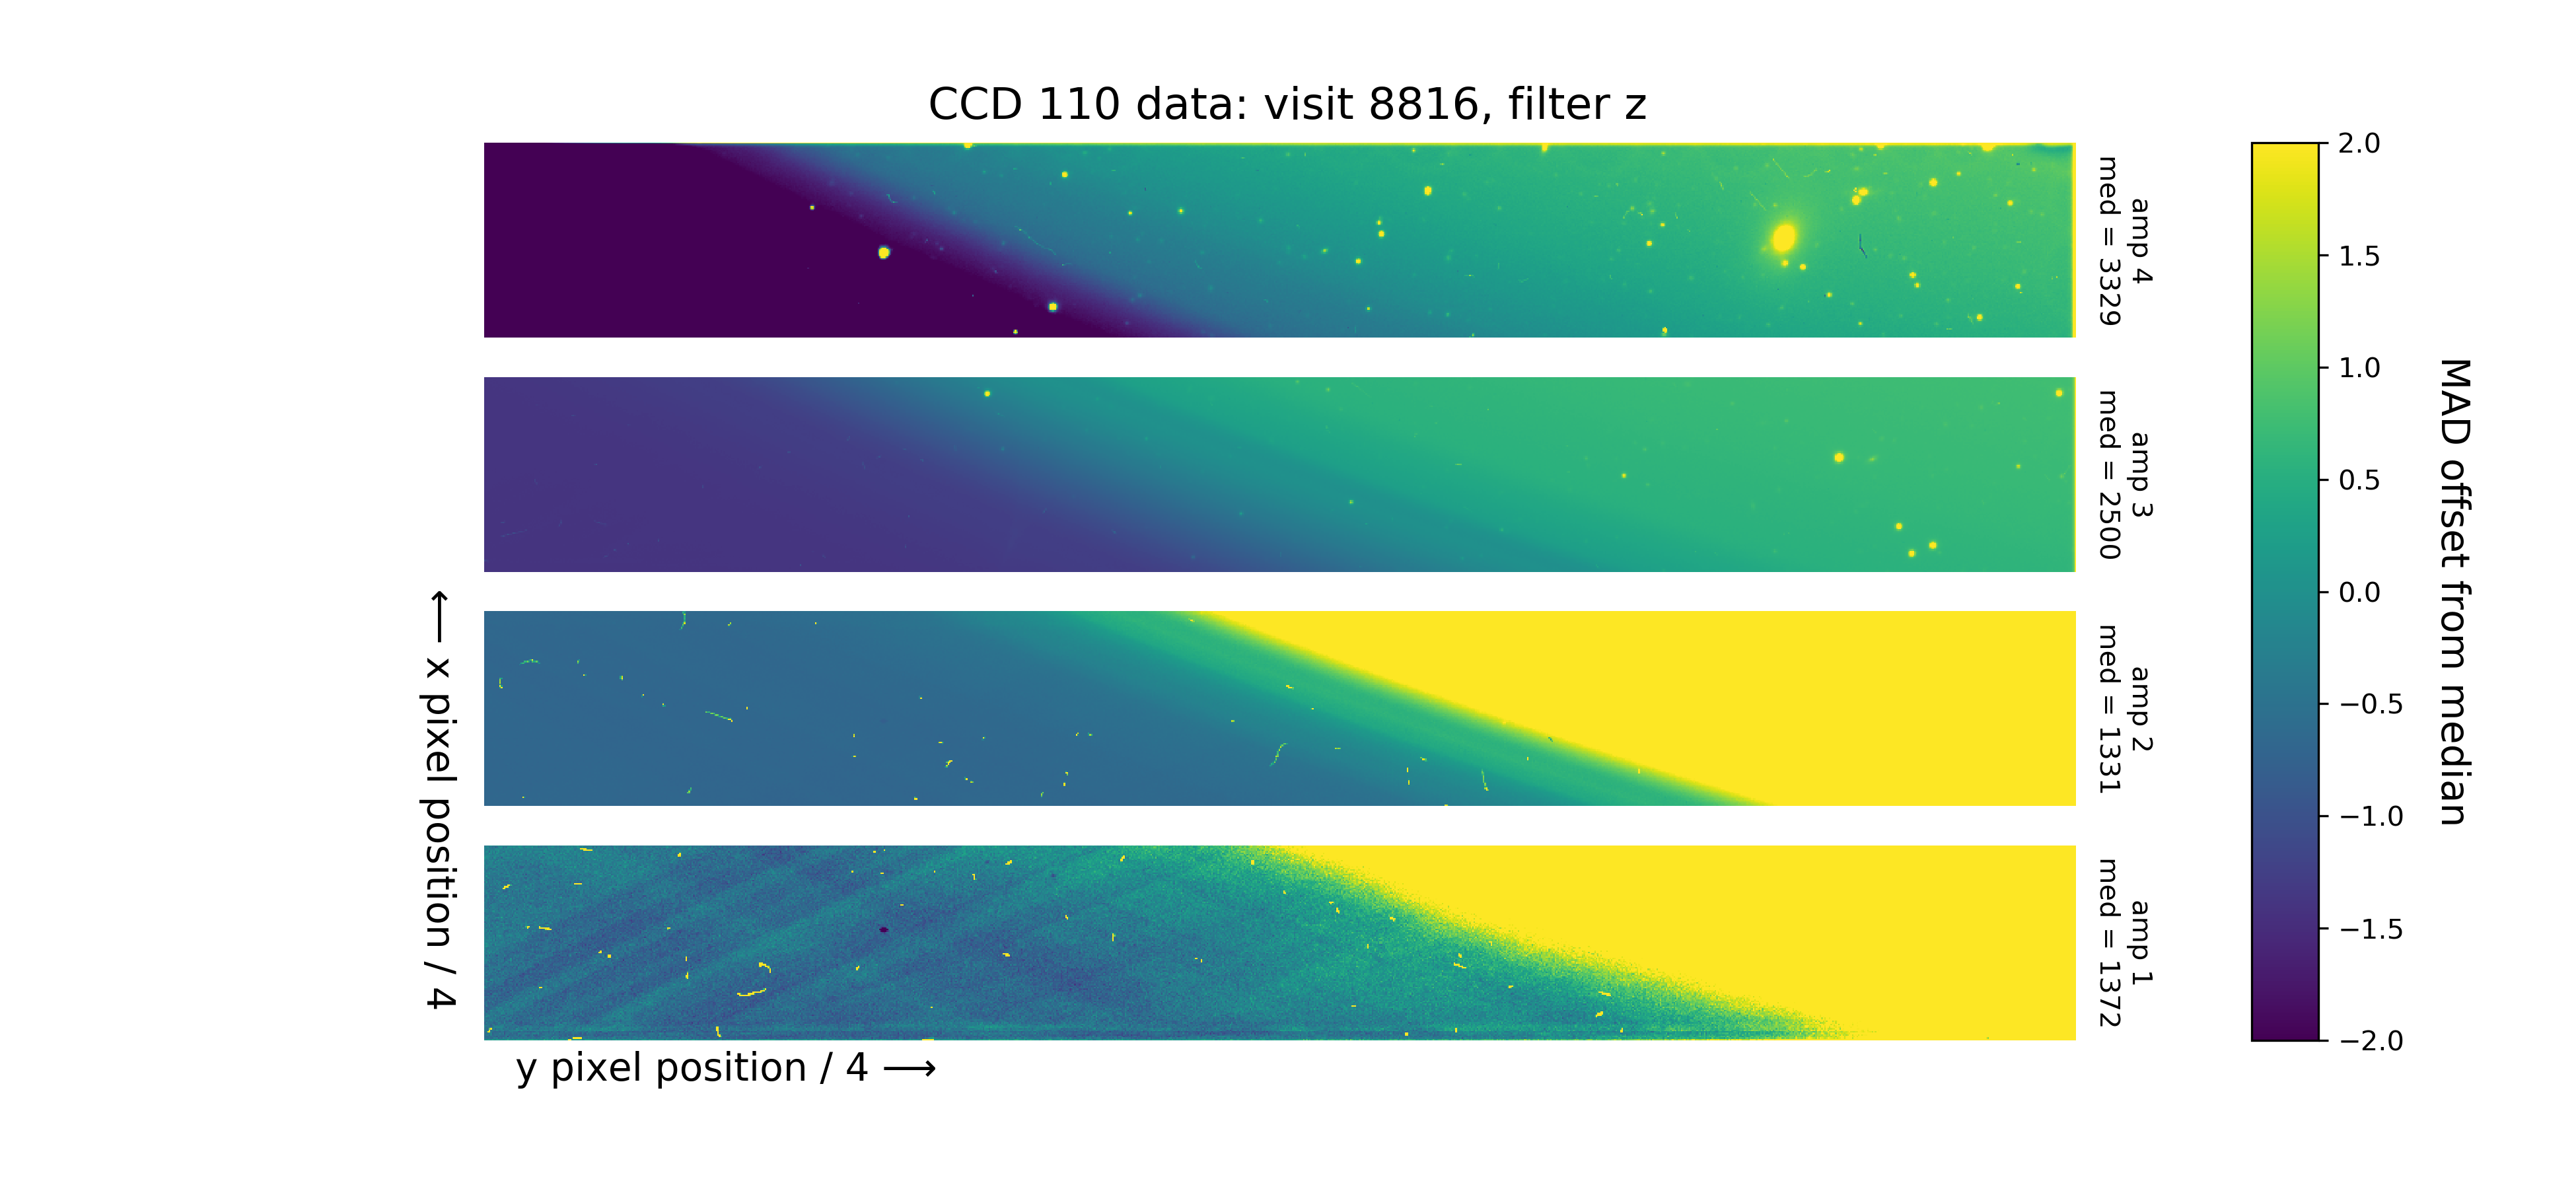 CCD 110 data: visit 8816, filter z
amp 4
med = 3329
amp 3
med = 2500
amp 2
med = 1331
amp 1
med = 1372
⟵ x pixel position / 4
y pixel position / 4 ⟶
2.0
1.5
1.0
0.5
0.0
−0.5
−1.0
−1.5
−2.0
MAD offset from median